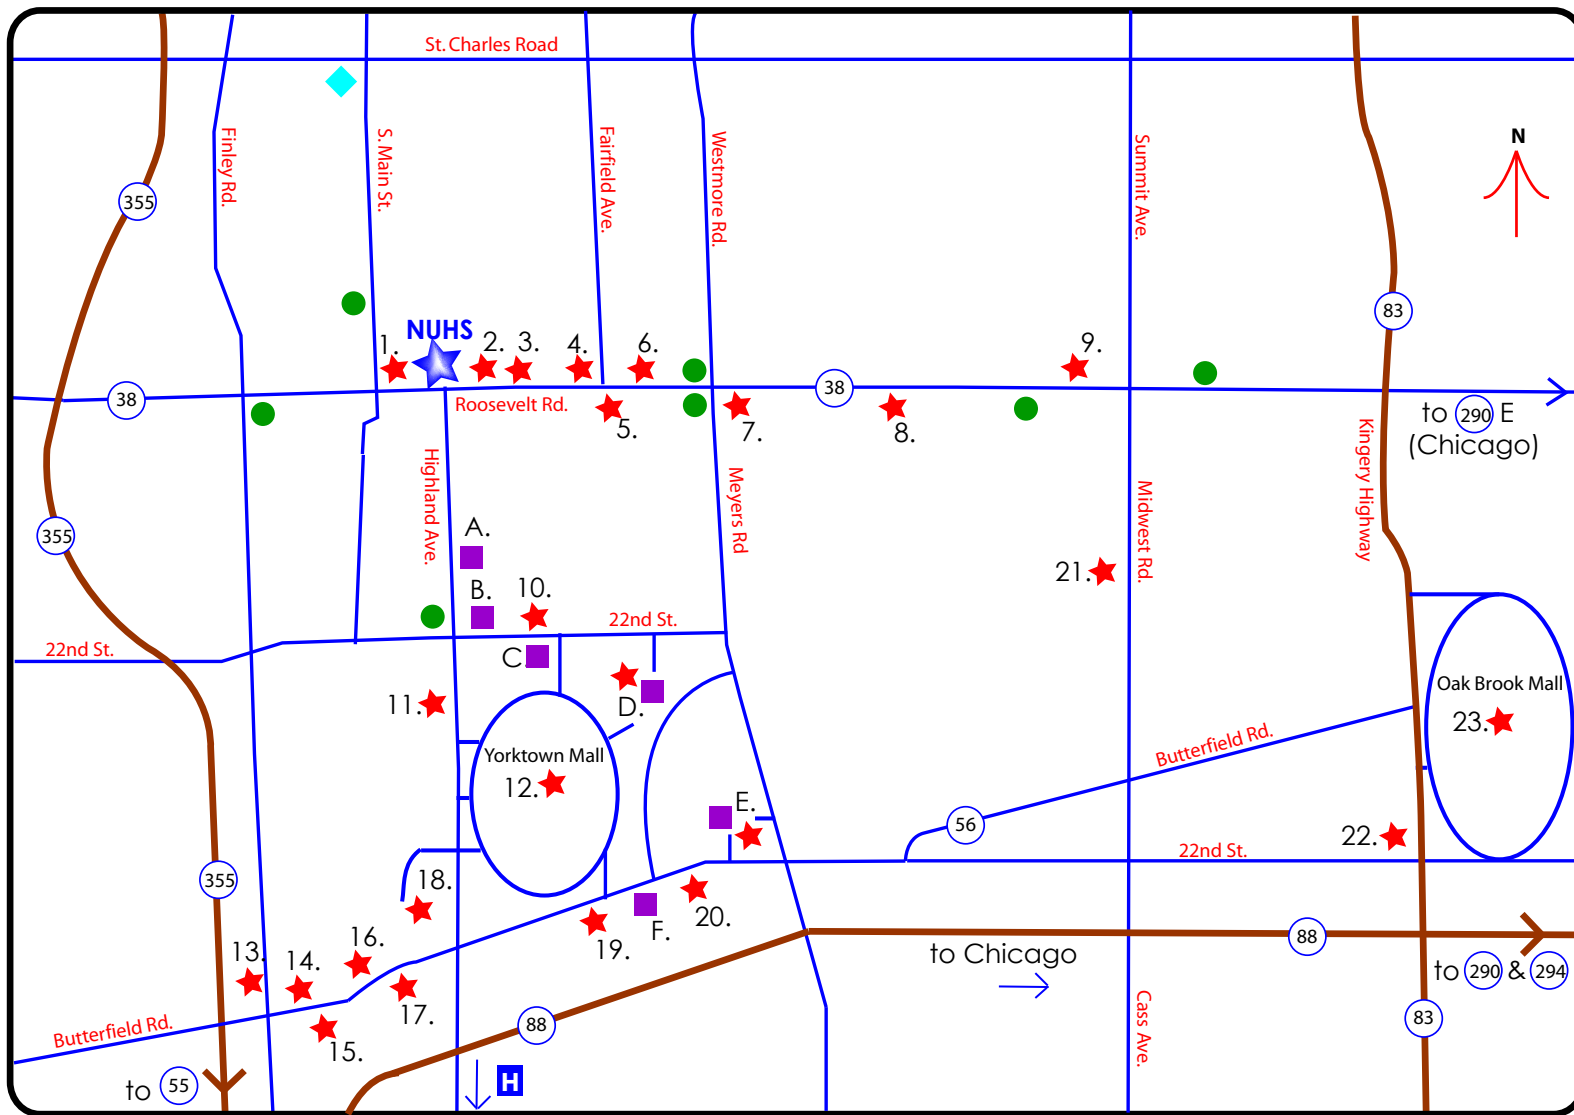 St. Charles Road
Finley Rd.
S. Main St.
Fairfield Ave.
Westmore Rd.
Summit Ave.
N
355
83
NUHS
1.
2.
3.
4.
6.
9.
38
38
Roosevelt Rd.
5.
7.
8.
to 290 E
(Chicago)
Highland Ave.
Meyers Rd
Midwest Rd.
Kingery Highway
355
A.
B.
10.
21.
22nd St.
22nd St.
C.
D.
11.
Yorktown Mall
12.
Oak Brook Mall
23.
Butterfield Rd.
E.
56
22.
22nd St.
355
18.
F.
20.
19.
13.
14.
16.
17.
15.
to Chicago
88
to 290 & 294
Butterfield Rd.
88
Cass Ave.
83
to 55
H